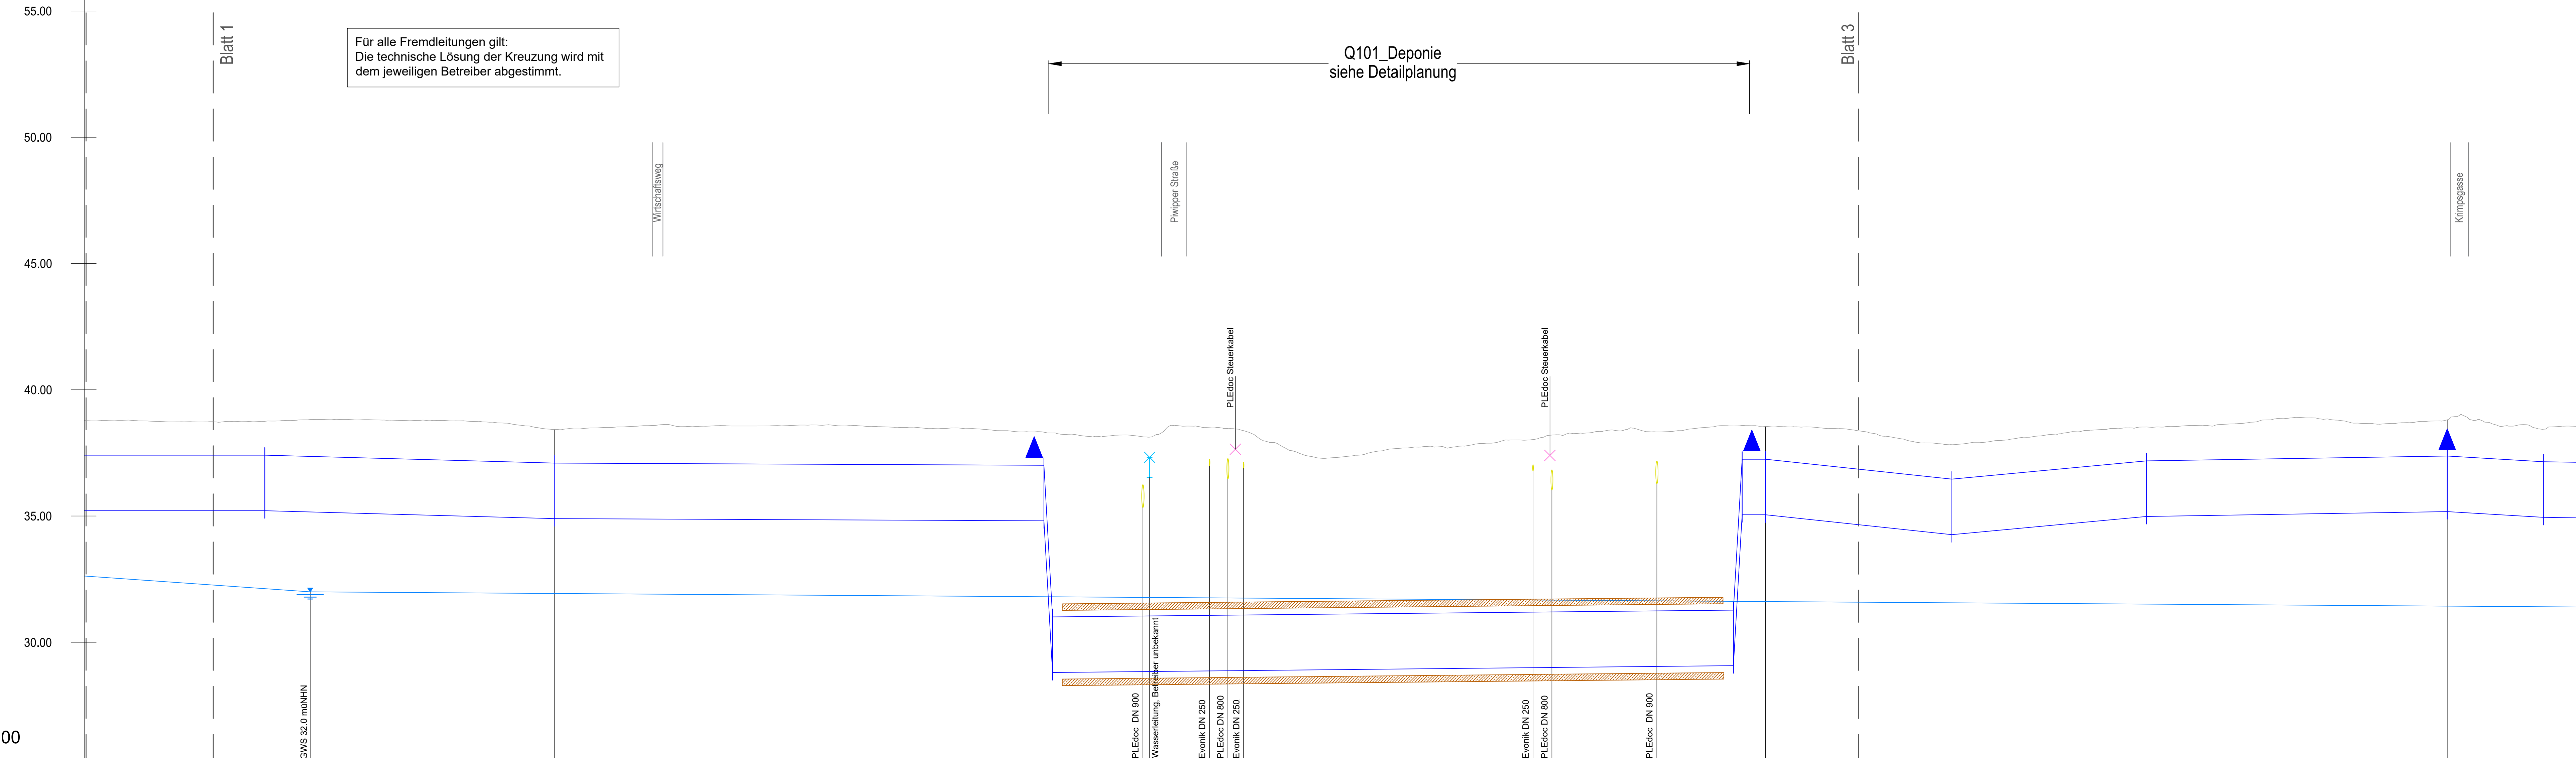 55.00
50.00
45.00
40.00
35.00
30.00
00
Blatt 1
Für alle Fremdleitungen gilt:
Die technische Lösung der Kreuzung wird mit
dem jeweiligen Betreiber abgestimmt.
Wirtschaftsweg
Q101_Deponie
siehe Detailplanung
Piwipper Straße
Blatt 3
Krimpsgasse
PLEdoc Steuerkabel
PLEdoc Steuerkabel
GWS 32.0 müNHN
PLEdoc DN 900
Wasserleitung, Betreiber unbekannt
Evonik DN 250
PLEdoc DN 800
Evonik DN 250
Evonik DN 250
PLEdoc DN 800
PLEdoc DN 900